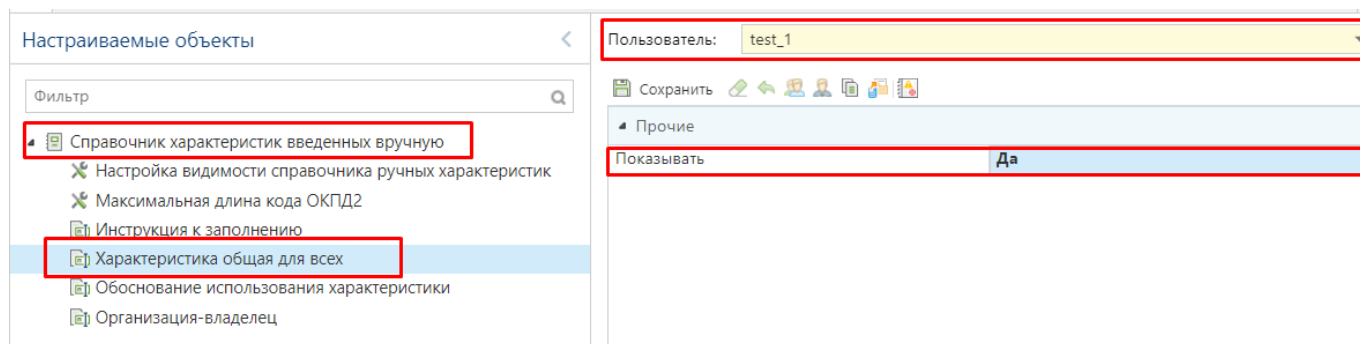 Настраиваемые объекты
Фильтр
Справочник характеристик введенных вручную
Настройка видимости справочника ручных характеристик
Максимальная длина кода ОКПД2
Инструкция к заполнению
Характеристика общая для всех
Обоснование использования характеристики
Организация-владелец
Пользователь: test_1
Сохранить
Прочие
Показывать Да